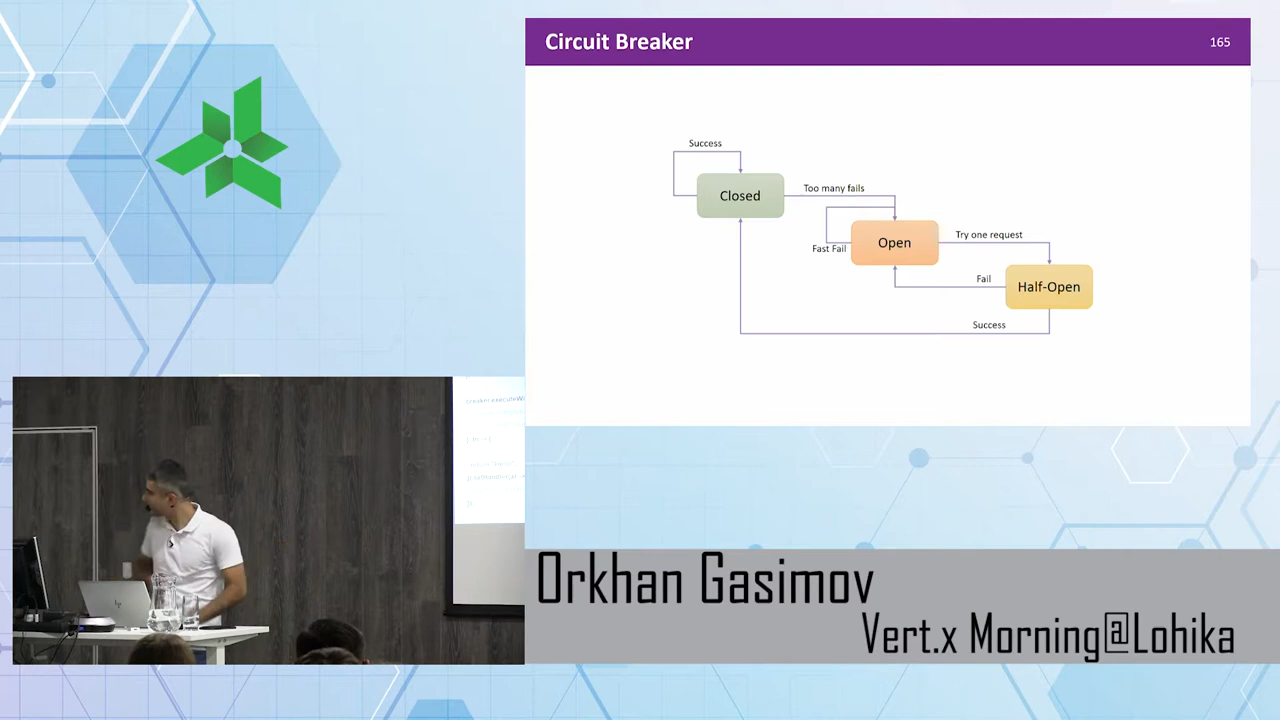 Circuit Breaker
165
Success
Closed
Too many fails
Fast Fail
Open
Try one request
Fail
Half-Open
Success
Orkhan Gasimov
Vert.x Morning@Lohika